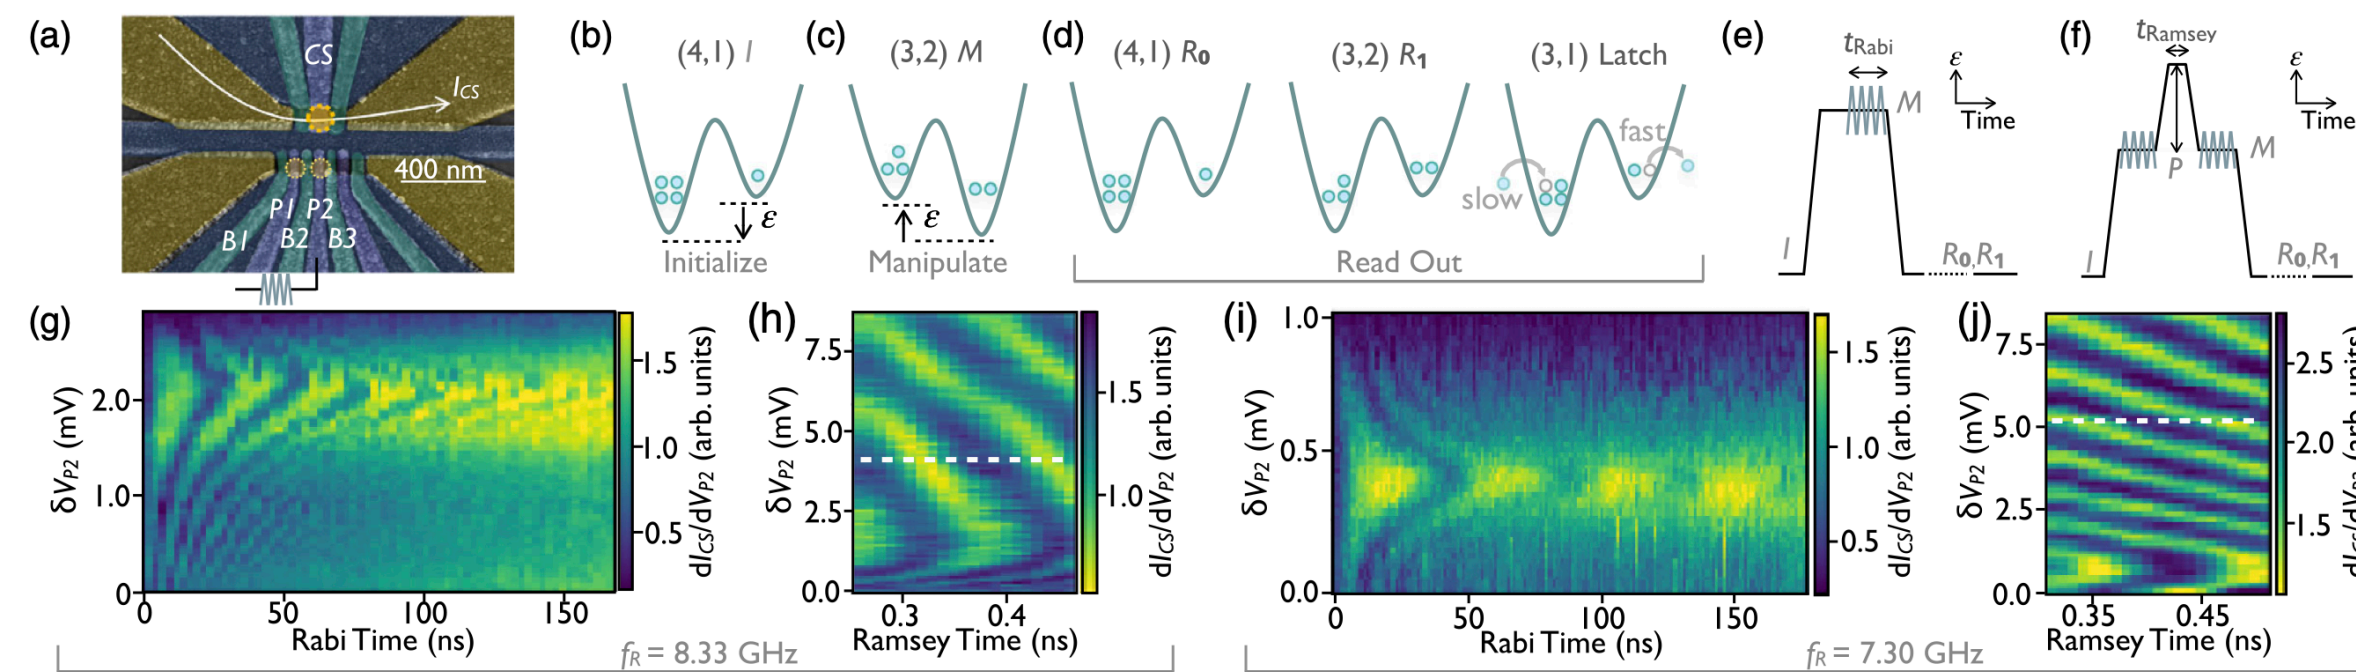 (a)
CS
I_CS
400 nm
P1 P2
B1 B2 B3
(b)
(4,1) I
ε
Initialize
(c)
(3,2) M
ε
Manipulate
(d)
(4,1) R₀
(3,2) R₁
(3,1) Latch
slow
fast
Read Out
(e)
t_Rabi
ε
M
Time
I
R₀,R₁
(f)
t_Ramsey
ε
M
P
Time
I
R₀,R₁
(g)
2.0
1.0
0
δV_P2 (mV)
0 50 100 150
Rabi Time (ns)
1.5
1.0
0.5
dI_CS/dV_P2 (arb. units)
(h)
7.5
5.0
2.5
0.0
δV_P2 (mV)
0.3 0.4
Ramsey Time (ns)
1.5
1.0
dI_CS/dV_P2 (arb. units)
f_R = 8.33 GHz
(i)
1.0
0.5
0.0
δV_P2 (mV)
0 50 100 150
Rabi Time (ns)
1.5
1.0
0.5
dI_CS/dV_P2 (arb. units)
(j)
7.5
5.0
2.5
0.0
δV_P2 (mV)
0.35 0.45
Ramsey Time (ns)
2.5
2.0
1.5
f_R = 7.30 GHz